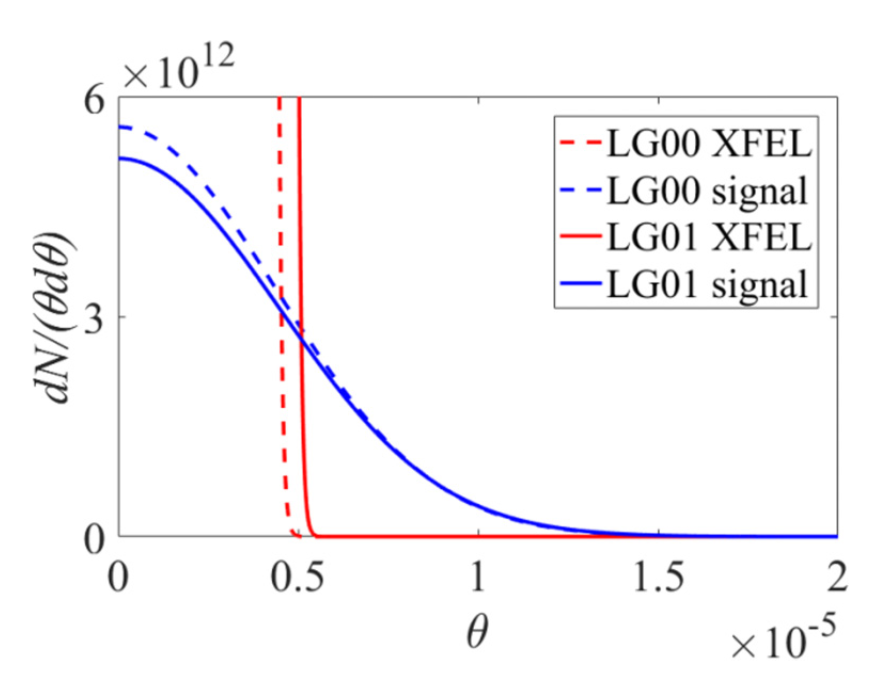 ×10^12
6
3
0
dN/(θdθ)
LG00 XFEL
LG00 signal
LG01 XFEL
LG01 signal
0 0.5 1 1.5 2
θ
×10^-5